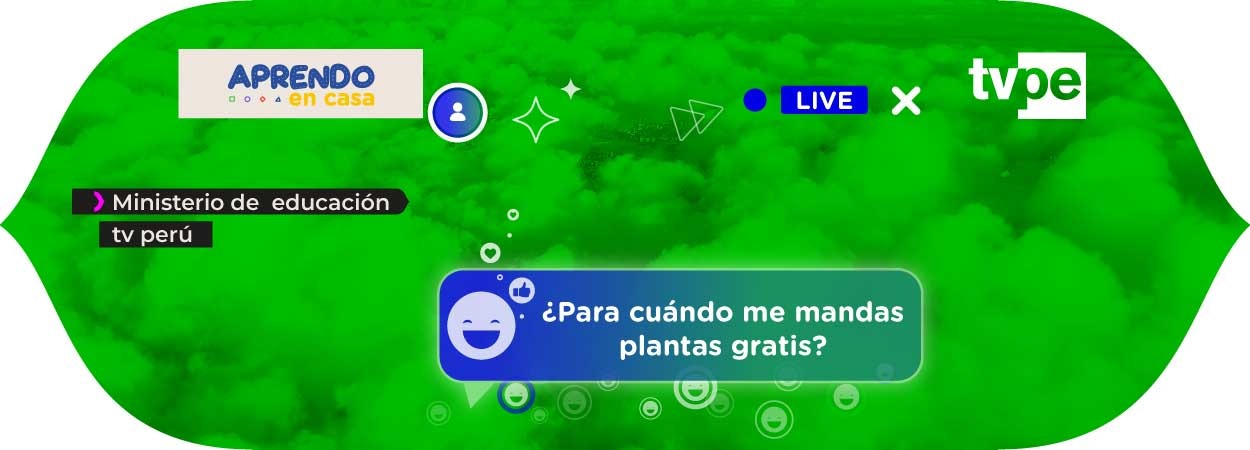 APRENDO
en casa
LIVE
tvpe
Ministerio de educación
tv perú
¿Para cuándo me mandas
plantas gratis?